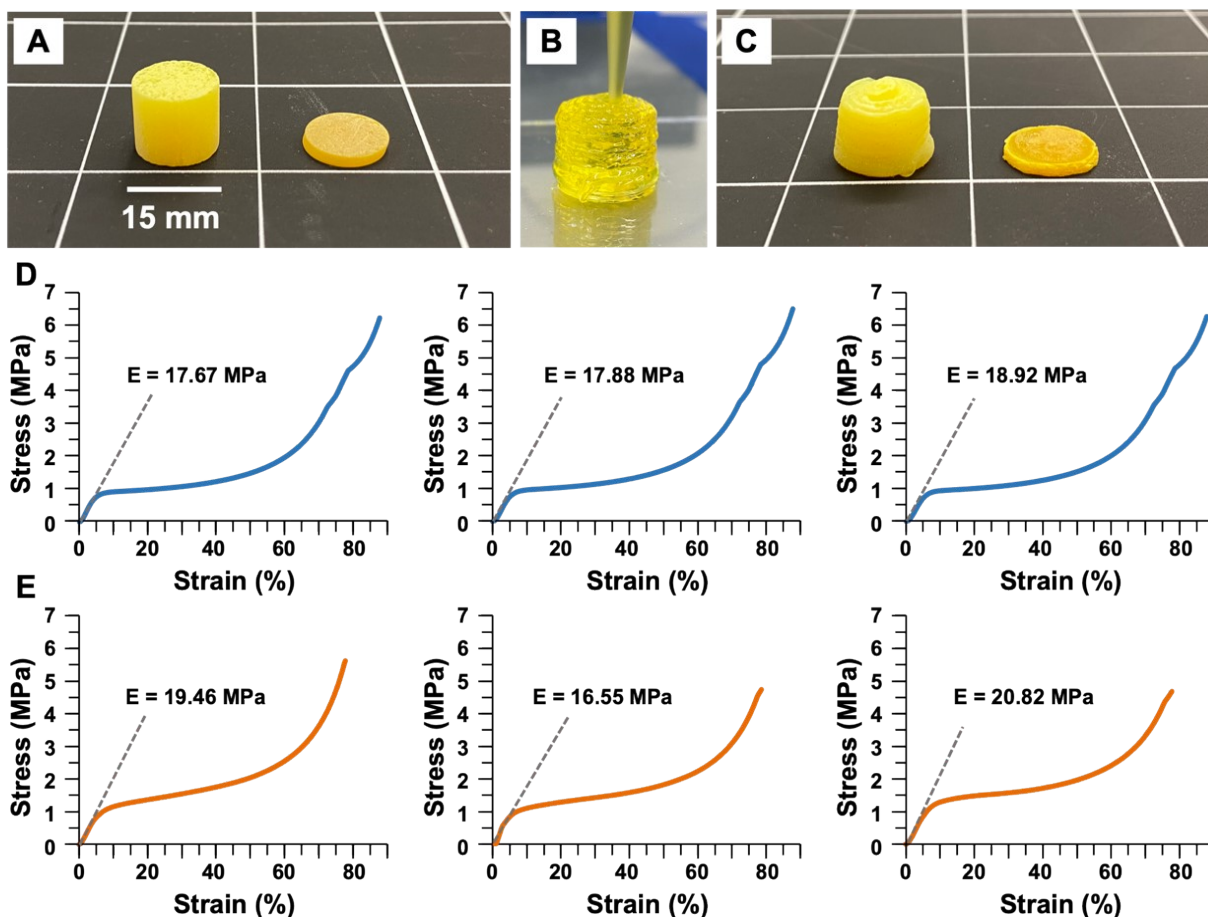 A
B
C
15 mm
D
7
6
5
4
3
2
1
0
Stress (MPa)
E = 17.67 MPa
0 20 40 60 80
Strain (%)
7
6
5
4
3
2
1
0
Stress (MPa)
E = 17.88 MPa
0 20 40 60 80
Strain (%)
7
6
5
4
3
2
1
0
Stress (MPa)
E = 18.92 MPa
0 20 40 60 80
Strain (%)
E
7
6
5
4
3
2
1
0
Stress (MPa)
E = 19.46 MPa
0 20 40 60 80
Strain (%)
7
6
5
4
3
2
1
0
Stress (MPa)
E = 16.55 MPa
0 20 40 60 80
Strain (%)
7
6
5
4
3
2
1
0
Stress (MPa)
E = 20.82 MPa
0 20 40 60 80
Strain (%)